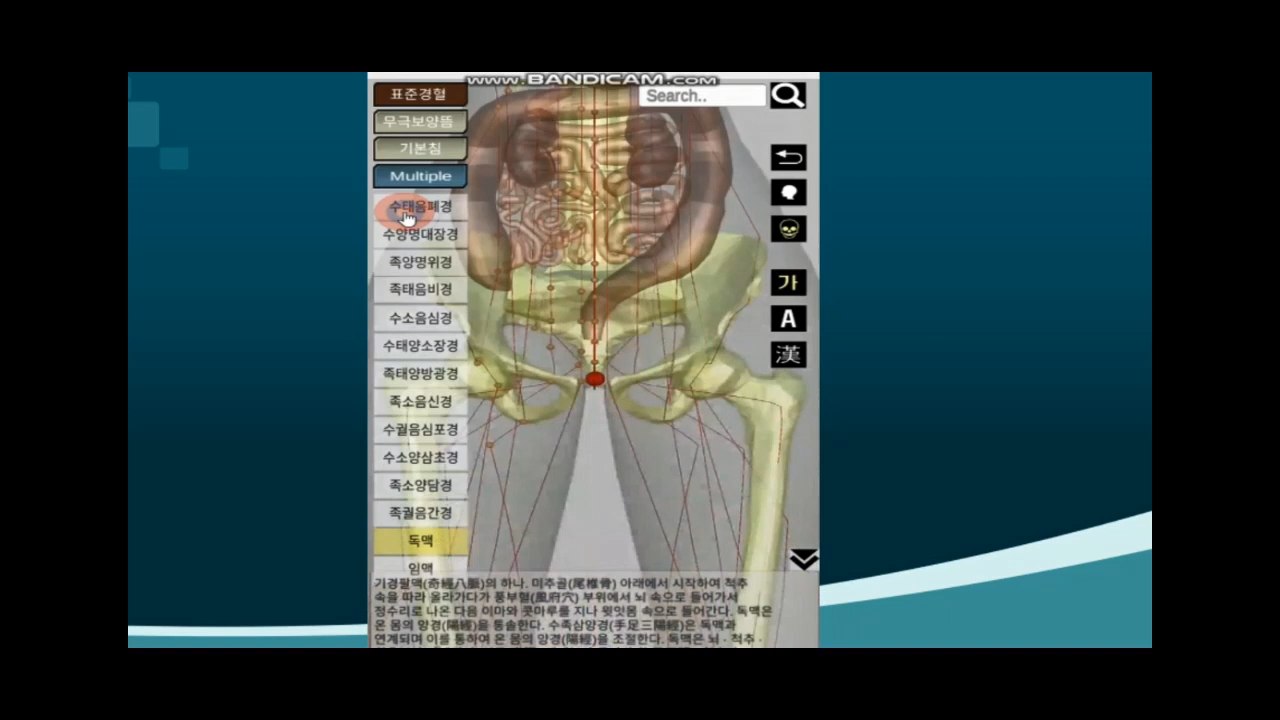 www.BANDICAM.com
표준경혈
Search..
무극보양뜸
기본침
Multiple
수태음폐경
수양명대장경
족양명위경
족태음비경
가
수소음심경
A
수태양소장경
漢
족태양방광경
족소음신경
수궐음심포경
수소양삼초경
족소양담경
족궐음간경
독맥
임맥
기경팔맥(奇經八脈)의 하나. 미추골(尾椎骨) 아래에서 시작하여 척추
속을 따라 올라가다가 풍부혈(風府穴) 부위에서 뇌 속으로 들어가서
정수리로 나온 다음 이마와 콧마루를 지나 윗잇몸 속으로 들어간다. 독맥은
온 몸의 양경(陽經)을 통솔한다. 수족삼양경(手足三陽經)은 독맥과
연계되며 이를 통하여 온 몸의 양경(陽經)을 조절한다. 독맥은 뇌 · 척추 ·